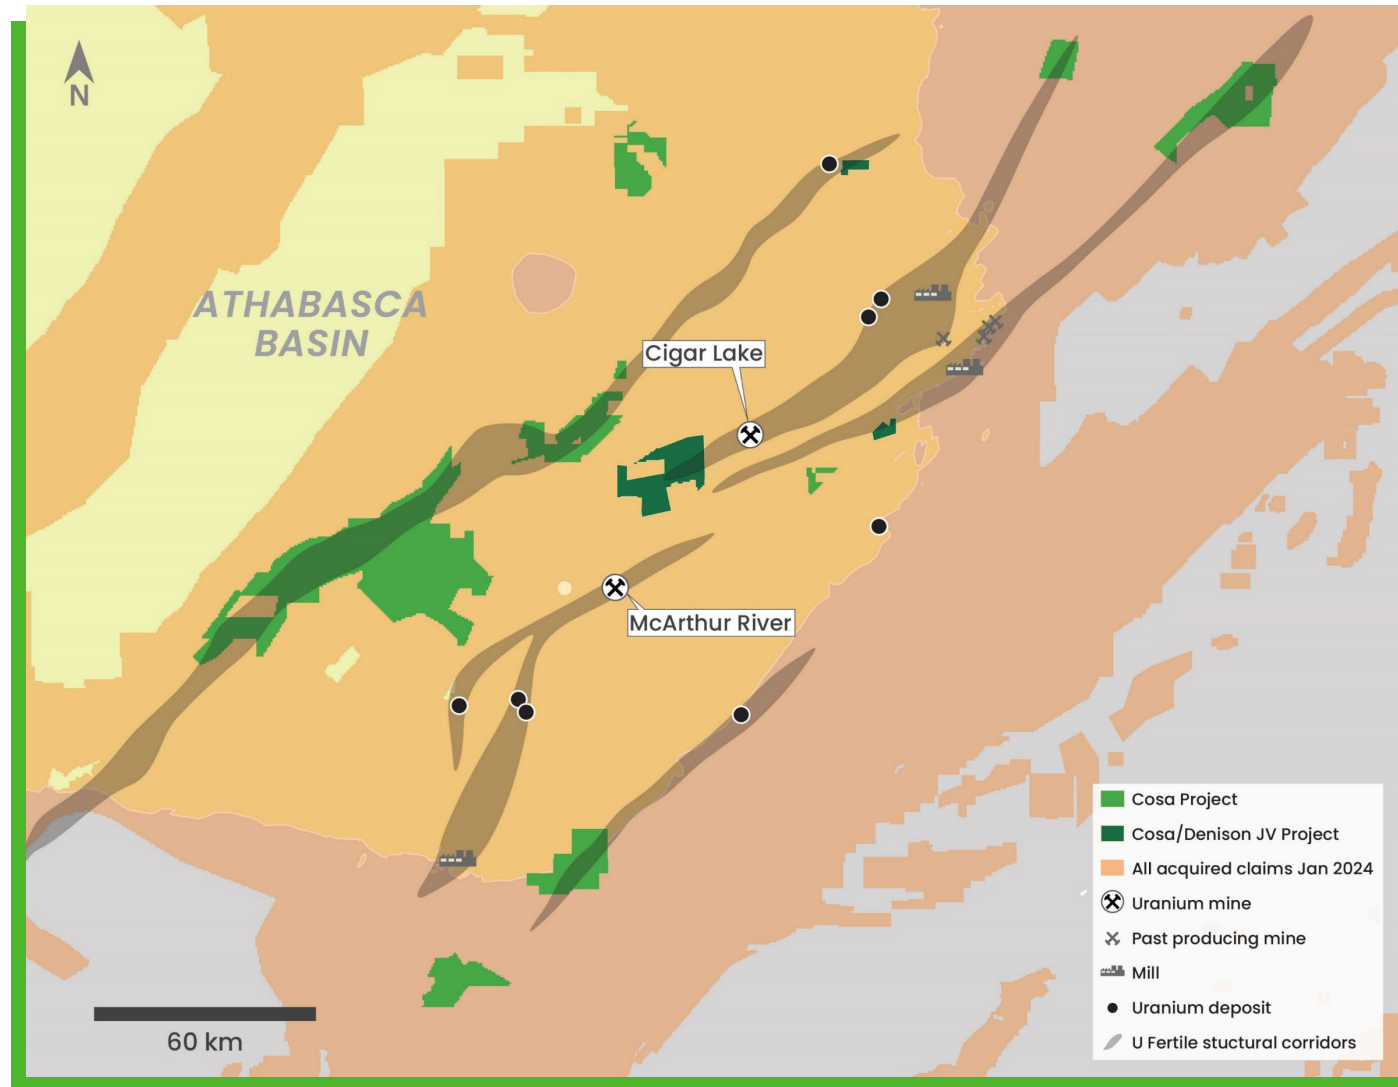 N
ATHABASCA
BASIN
Cigar Lake
McArthur River
60 km
Cosa Project
Cosa/Denison JV Project
All acquired claims Jan 2024
Uranium mine
Past producing mine
Mill
Uranium deposit
U Fertile stuctural corridors